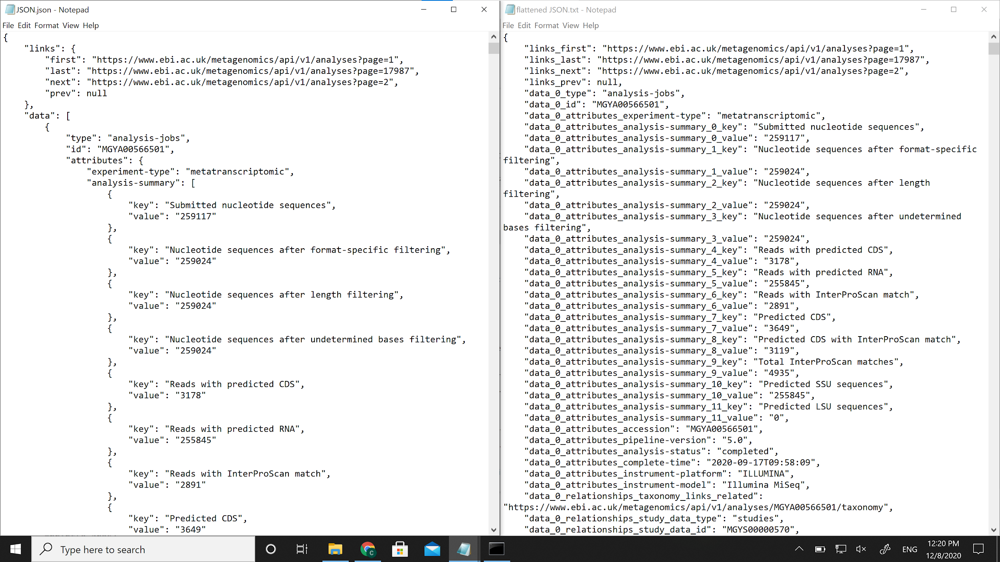 JSON.json - Notepad
File Edit Format View Help
{
    "links": {
        "first": "https://www.ebi.ac.uk/metagenomics/api/v1/analyses?page=1",
        "last": "https://www.ebi.ac.uk/metagenomics/api/v1/analyses?page=17987",
        "next": "https://www.ebi.ac.uk/metagenomics/api/v1/analyses?page=2",
        "prev": null
    },
    "data": [
        {
            "type": "analysis-jobs",
            "id": "MGYA00566501",
            "attributes": {
                "experiment-type": "metatranscriptomic",
                "analysis-summary": [
                    {
                        "key": "Submitted nucleotide sequences",
                        "value": "259117"
                    },
                    {
                        "key": "Nucleotide sequences after format-specific filtering",
                        "value": "259024"
                    },
                    {
                        "key": "Nucleotide sequences after length filtering",
                        "value": "259024"
                    },
                    {
                        "key": "Nucleotide sequences after undetermined bases filtering",
                        "value": "259024"
                    },
                    {
                        "key": "Reads with predicted CDS",
                        "value": "3178"
                    },
                    {
                        "key": "Reads with predicted RNA",
                        "value": "255845"
                    },
                    {
                        "key": "Reads with InterProScan match",
                        "value": "2891"
                    },
                    {
                        "key": "Predicted CDS",
                        "value": "3649"
flattened JSON.txt - Notepad
File Edit Format View Help
{
    "links_first": "https://www.ebi.ac.uk/metagenomics/api/v1/analyses?page=1",
    "links_last": "https://www.ebi.ac.uk/metagenomics/api/v1/analyses?page=17987",
    "links_next": "https://www.ebi.ac.uk/metagenomics/api/v1/analyses?page=2",
    "links_prev": null,
    "data_0_type": "analysis-jobs",
    "data_0_id": "MGYA00566501",
    "data_0_attributes_experiment-type": "metatranscriptomic",
    "data_0_attributes_analysis-summary_0_key": "Submitted nucleotide sequences",
    "data_0_attributes_analysis-summary_0_value": "259117",
    "data_0_attributes_analysis-summary_1_key": "Nucleotide sequences after format-specific
filtering",
    "data_0_attributes_analysis-summary_1_value": "259024",
    "data_0_attributes_analysis-summary_2_key": "Nucleotide sequences after length
filtering",
    "data_0_attributes_analysis-summary_2_value": "259024",
    "data_0_attributes_analysis-summary_3_key": "Nucleotide sequences after undetermined
bases filtering",
    "data_0_attributes_analysis-summary_3_value": "259024",
    "data_0_attributes_analysis-summary_4_key": "Reads with predicted CDS",
    "data_0_attributes_analysis-summary_4_value": "3178",
    "data_0_attributes_analysis-summary_5_key": "Reads with predicted RNA",
    "data_0_attributes_analysis-summary_5_value": "255845",
    "data_0_attributes_analysis-summary_6_key": "Reads with InterProScan match",
    "data_0_attributes_analysis-summary_6_value": "2891",
    "data_0_attributes_analysis-summary_7_key": "Predicted CDS",
    "data_0_attributes_analysis-summary_7_value": "3649",
    "data_0_attributes_analysis-summary_8_key": "Predicted CDS with InterProScan match",
    "data_0_attributes_analysis-summary_8_value": "3119",
    "data_0_attributes_analysis-summary_9_key": "Total InterProScan matches",
    "data_0_attributes_analysis-summary_9_value": "4935",
    "data_0_attributes_analysis-summary_10_key": "Predicted SSU sequences",
    "data_0_attributes_analysis-summary_10_value": "255845",
    "data_0_attributes_analysis-summary_11_key": "Predicted LSU sequences",
    "data_0_attributes_analysis-summary_11_value": "0",
    "data_0_attributes_accession": "MGYA00566501",
    "data_0_attributes_pipeline-version": "5.0",
    "data_0_attributes_analysis-status": "completed",
    "data_0_attributes_complete-time": "2020-09-17T09:58:09",
    "data_0_attributes_instrument-platform": "ILLUMINA",
    "data_0_attributes_instrument-model": "Illumina MiSeq",
    "data_0_relationships_taxonomy_links_related":
"https://www.ebi.ac.uk/metagenomics/api/v1/analyses/MGYA00566501/taxonomy",
    "data_0_relationships_study_data_type": "studies",
    "data_0_relationships_study_data_id": "MGYS00000570",
Type here to search
C
ENG
12:20 PM
12/8/2020